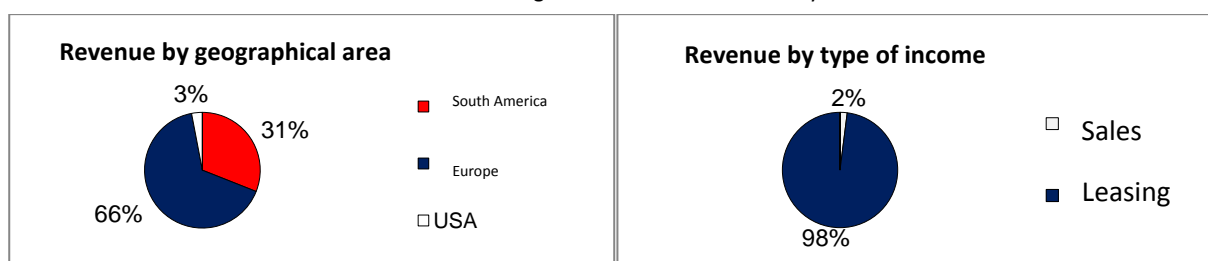 Revenue by geographical area
3%
31%
66%
South America
Europe
USA
Revenue by type of income
2%
98%
Sales
Leasing